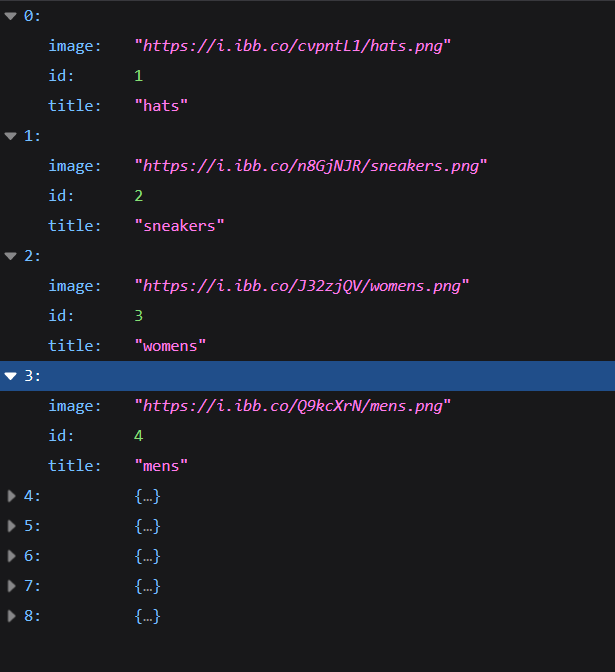 0:
image: "https://i.ibb.co/cvpntL1/hats.png"
id: 1
title: "hats"
1:
image: "https://i.ibb.co/n8GjNJR/sneakers.png"
id: 2
title: "sneakers"
2:
image: "https://i.ibb.co/J32zjQV/womens.png"
id: 3
title: "womens"
3:
image: "https://i.ibb.co/Q9kcXrN/mens.png"
id: 4
title: "mens"
4: {…}
5: {…}
6: {…}
7: {…}
8: {…}